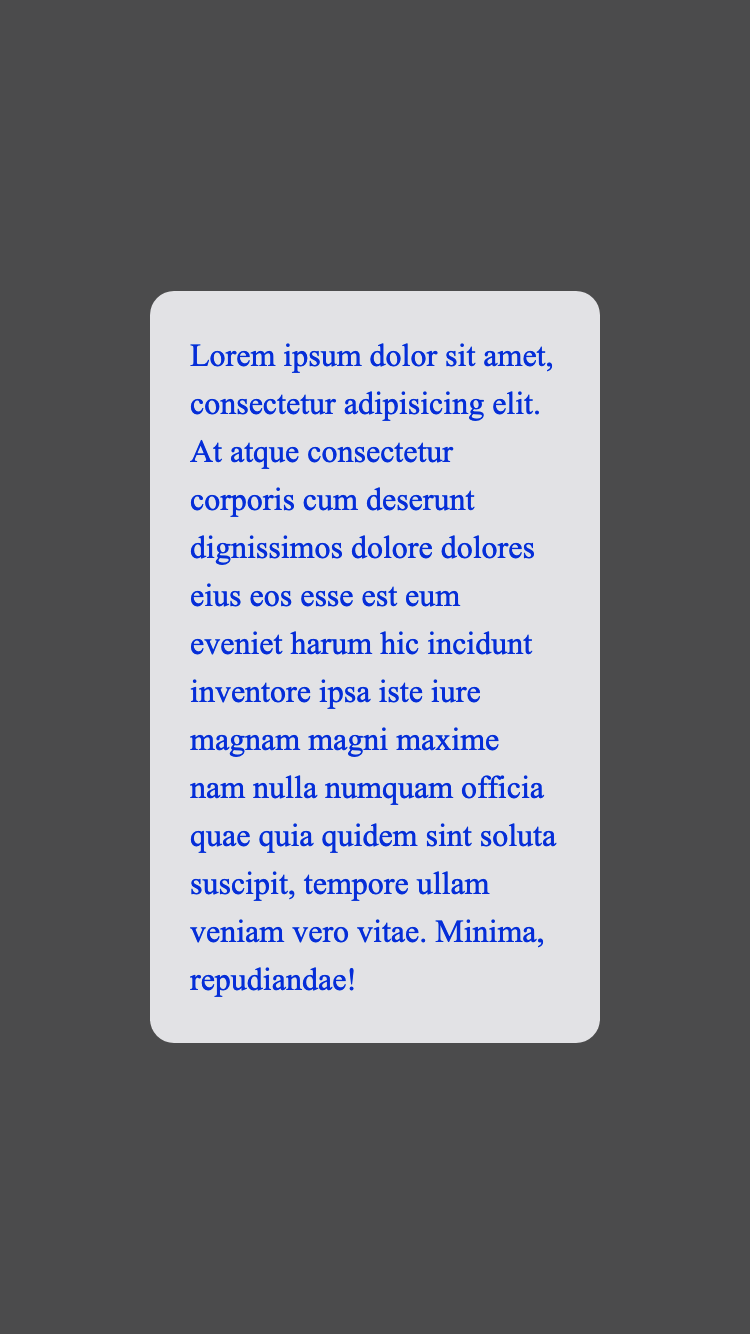 Lorem ipsum dolor sit amet,
consectetur adipisicing elit.
At atque consectetur
corporis cum deserunt
dignissimos dolore dolores
eius eos esse est eum
eveniet harum hic incidunt
inventore ipsa iste iure
magnam magni maxime
nam nulla numquam officia
quae quia quidem sint soluta
suscipit, tempore ullam
veniam vero vitae. Minima,
repudiandae!